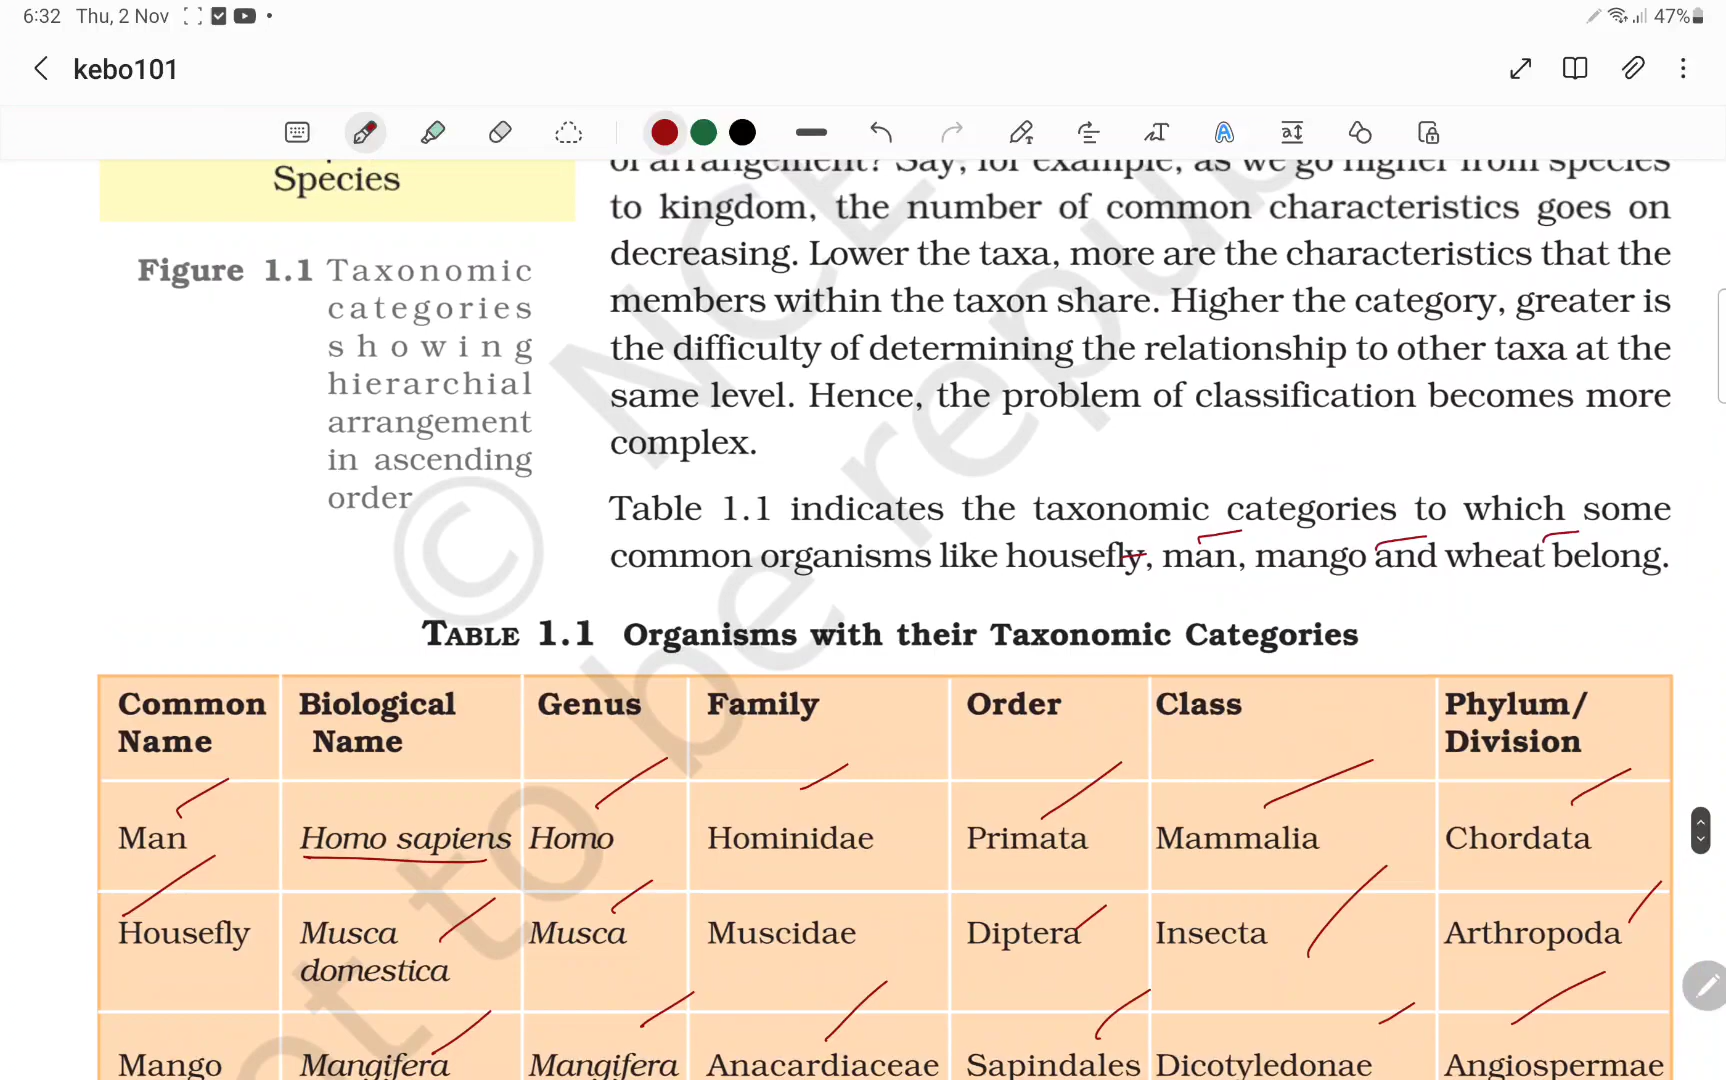 6:32 Thu, 2 Nov
47%
kebo101
Species
Figure 1.1 Taxonomic
categories
showing
hierarchial
arrangement
in ascending
order
of arrangement? Say, for example, as we go higher from species
to kingdom, the number of common characteristics goes on
decreasing. Lower the taxa, more are the characteristics that the
members within the taxon share. Higher the category, greater is
the difficulty of determining the relationship to other taxa at the
same level. Hence, the problem of classification becomes more
complex.
Table 1.1 indicates the taxonomic categories to which some
common organisms like housefly, man, mango and wheat belong.
TABLE 1.1 Organisms with their Taxonomic Categories
Common Name Biological Name Genus Family Order Class Phylum/ Division
Man Homo sapiens Homo Hominidae Primata Mammalia Chordata
Housefly Musca domestica Musca Muscidae Diptera Insecta Arthropoda
Mango Mangifera Mangifera Anacardiaceae Sapindales Dicotyledonae Angiospermae
© NCE
not to be repu